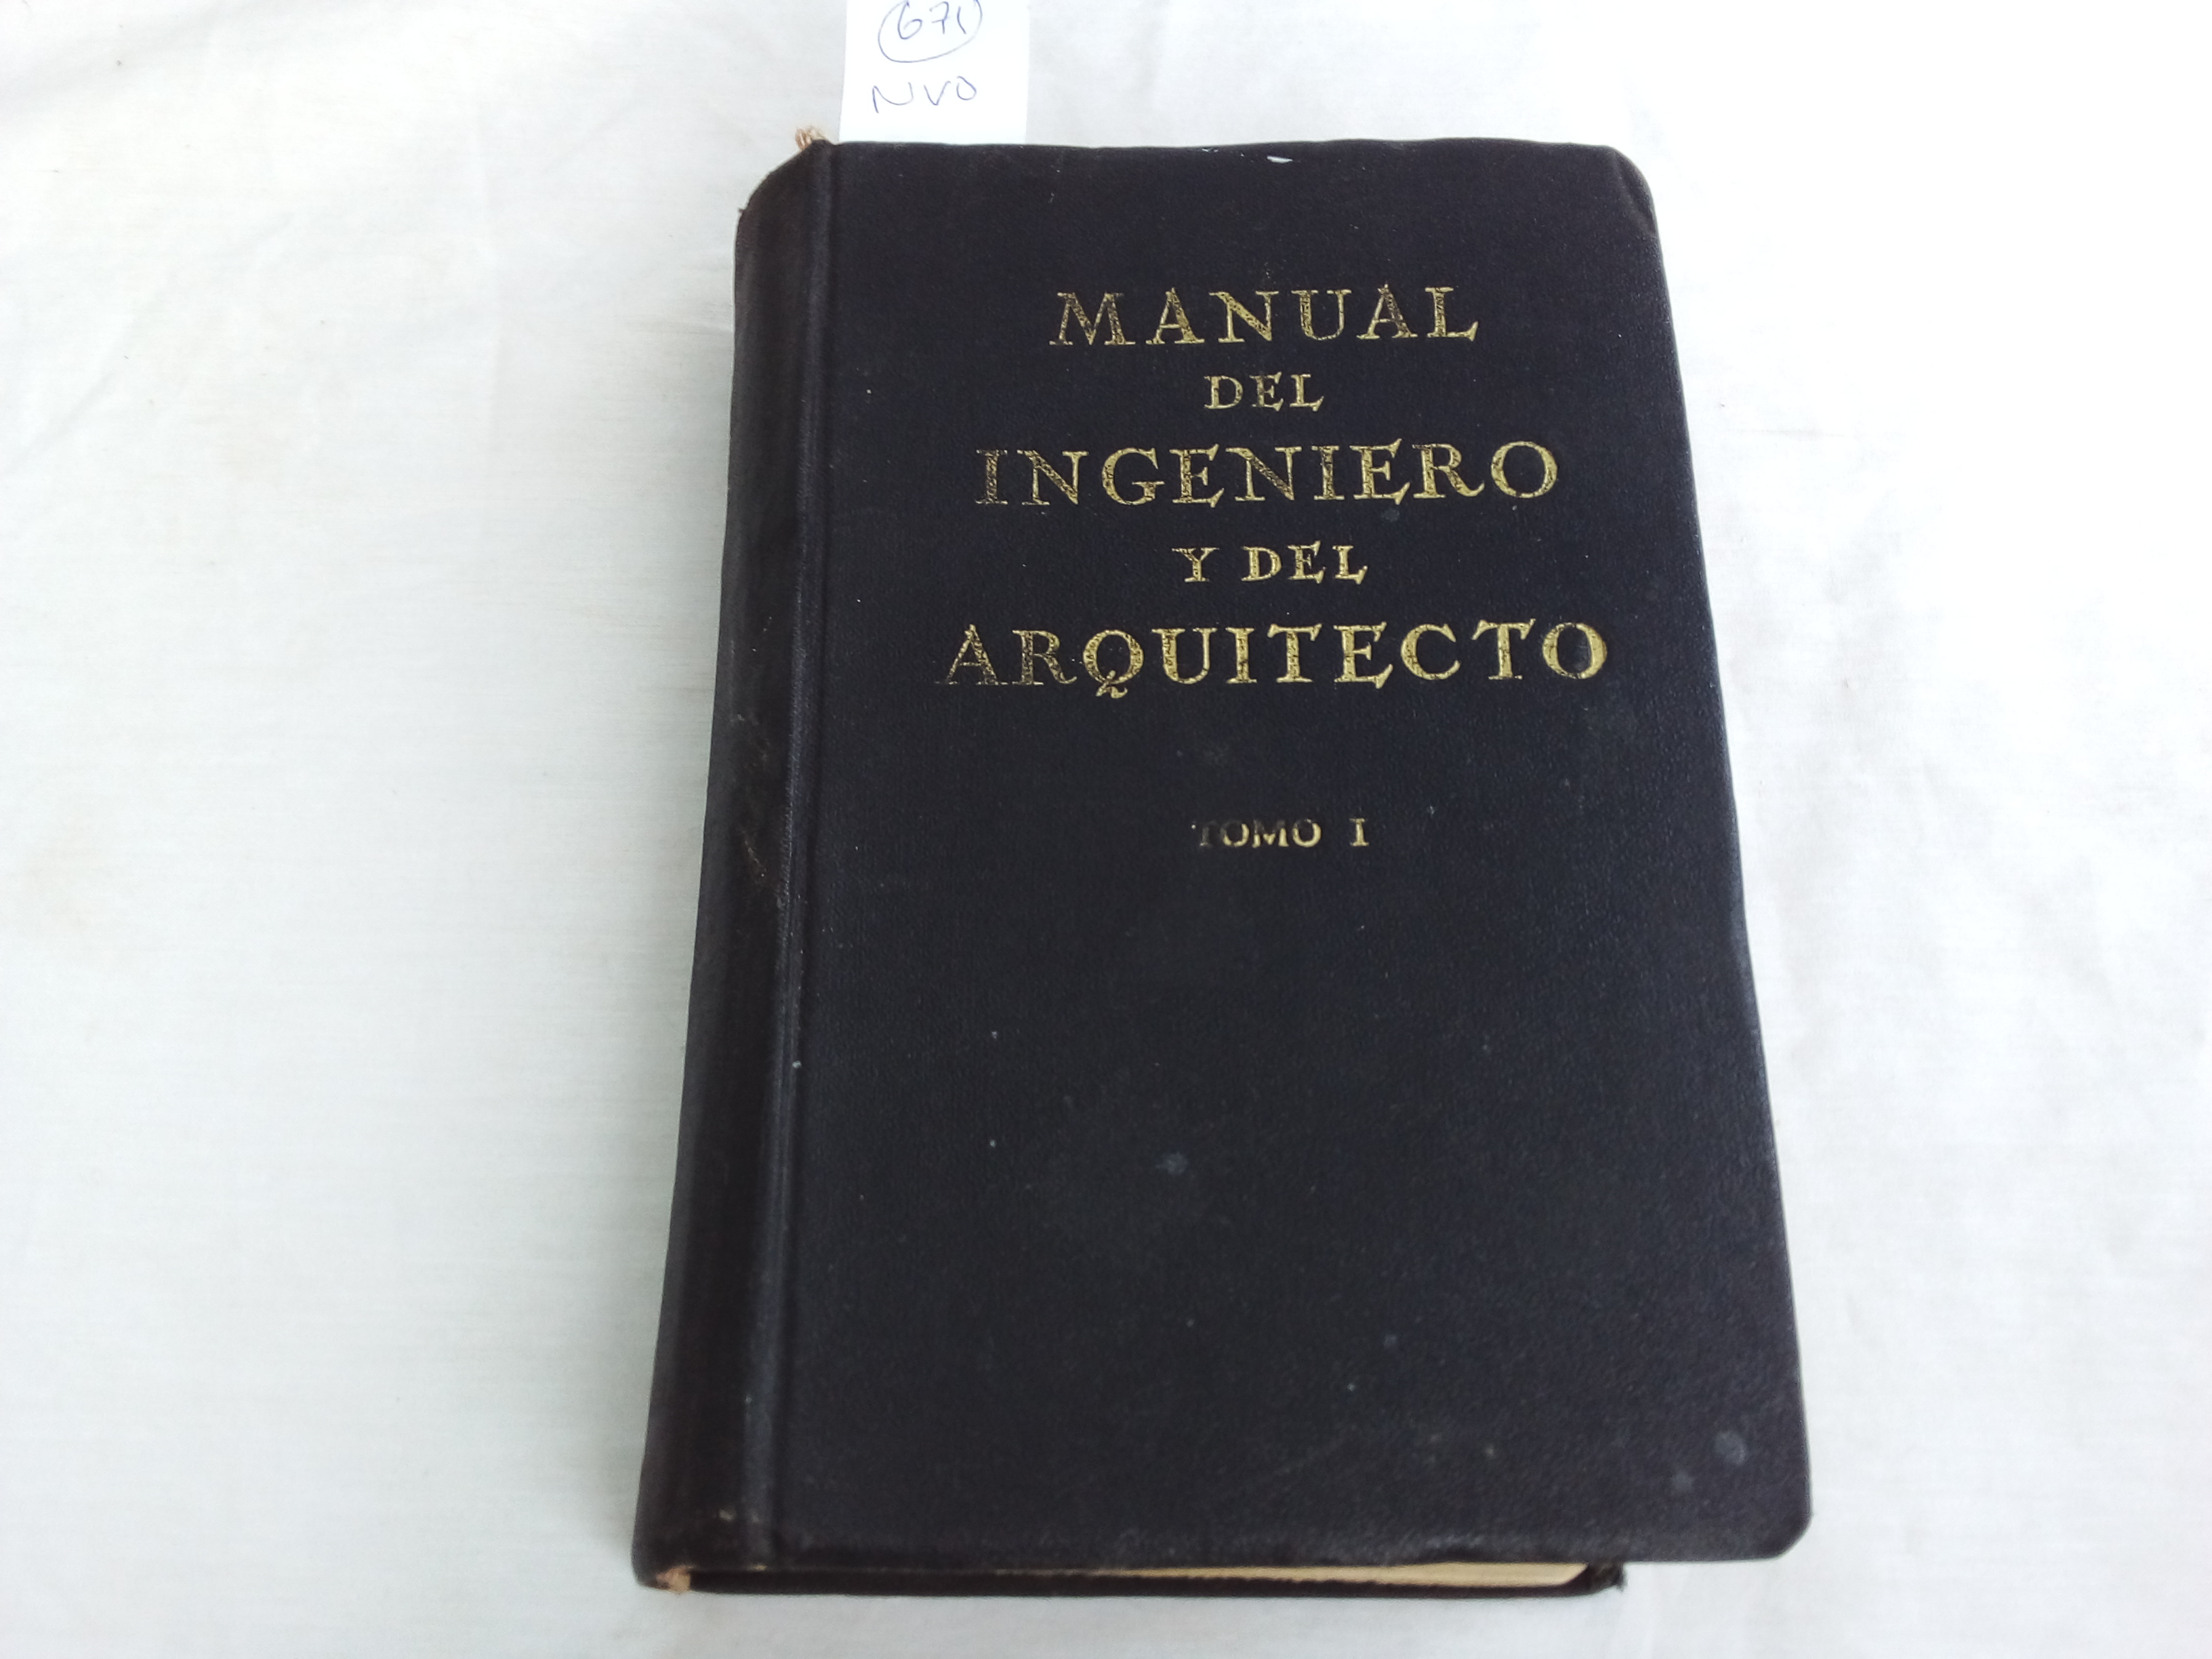 671
NVO
MANUAL
DEL
INGENIERO
Y DEL
ARQUITECTO
TOMO I